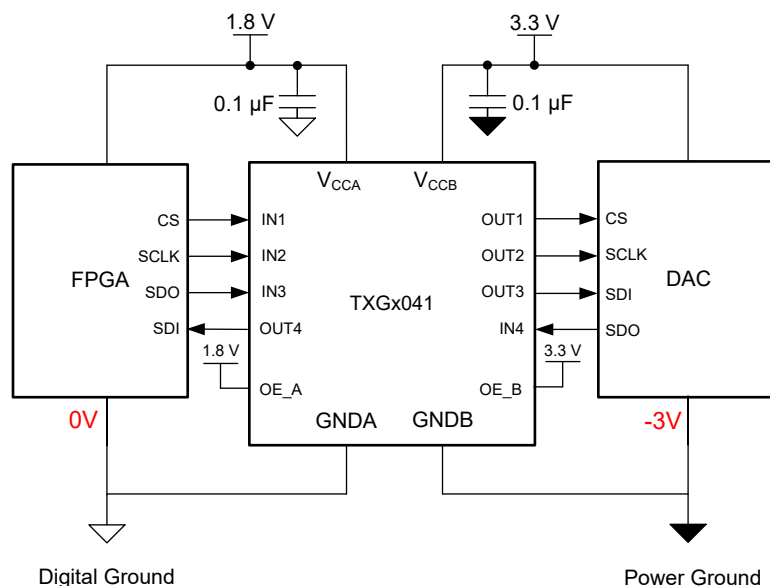 1.8 V
3.3 V
0.1 µF
0.1 µF
VCCA
VCCB
CS
IN1
OUT1
CS
SCLK
IN2
OUT2
SCLK
FPGA
DAC
SDO
IN3
OUT3
SDI
TXGx041
SDI
OUT4
IN4
SDO
1.8 V
3.3 V
OE_A
OE_B
GNDA
GNDB
0V
-3V
Digital Ground
Power Ground